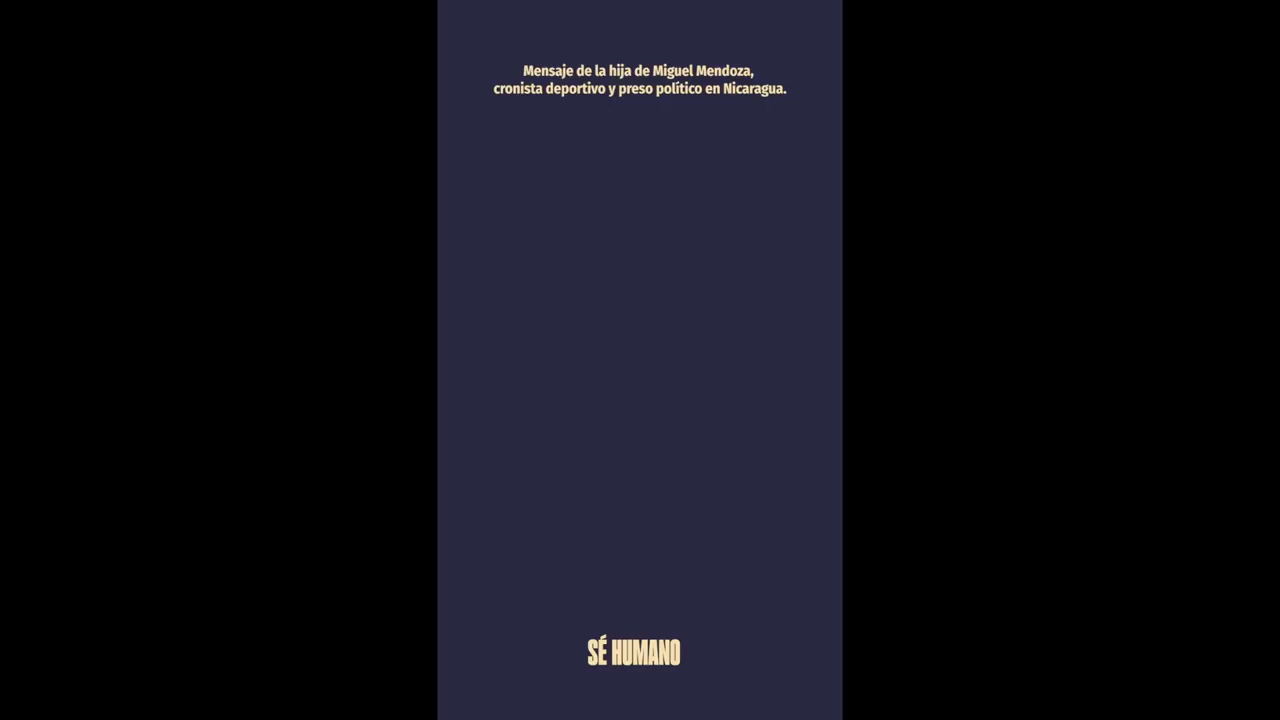 Mensaje de la hija de Miguel Mendoza,
cronista deportivo y preso político en Nicaragua.
SÉ HUMANO